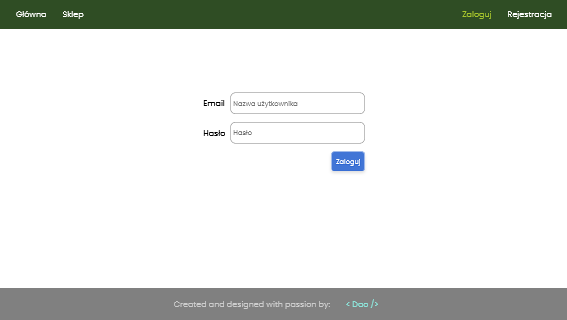 Główna Sklep Zaloguj Rejestracja
Email Nazwa użytkownika
Hasło Hasło
Zaloguj
Created and designed with passion by: < Dao />